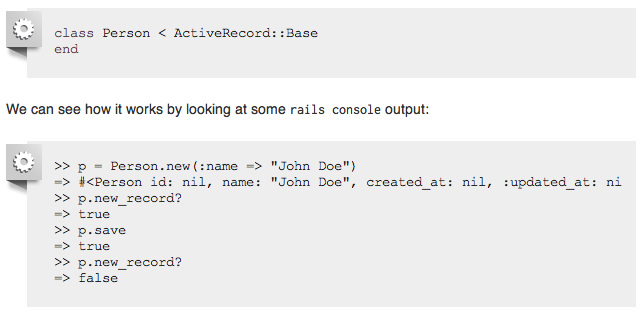 class Person < ActiveRecord::Base
end
We can see how it works by looking at some rails console output:
>> p = Person.new(:name => "John Doe")
=> #<Person id: nil, name: "John Doe", created_at: nil, :updated_at: ni
>> p.new_record?
=> true
>> p.save
=> true
>> p.new_record?
=> false